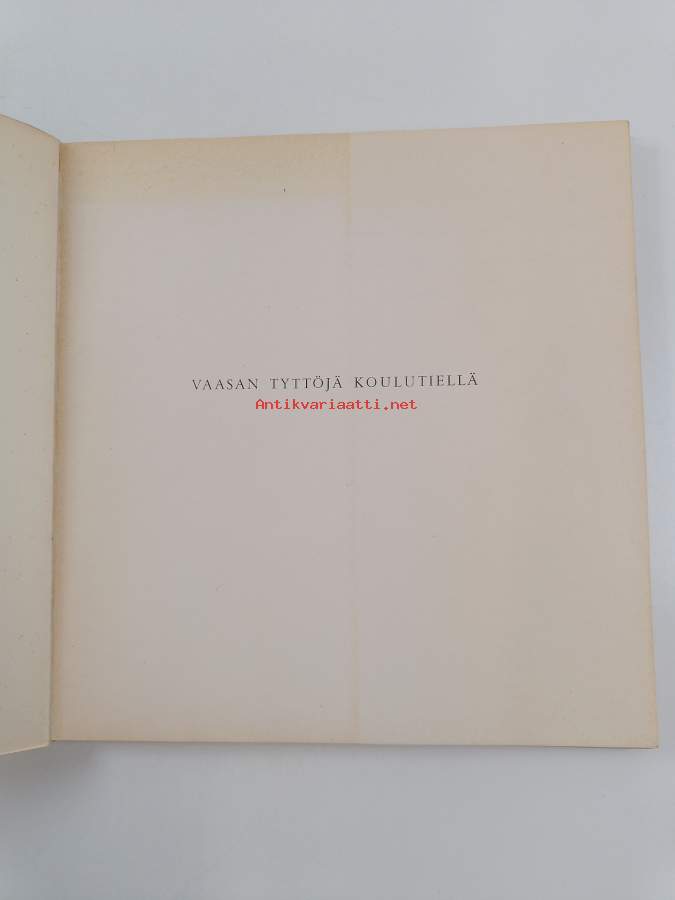 VAASAN TYTTÖJÄ KOULUTIELLÄ
Antikvariaatti.net